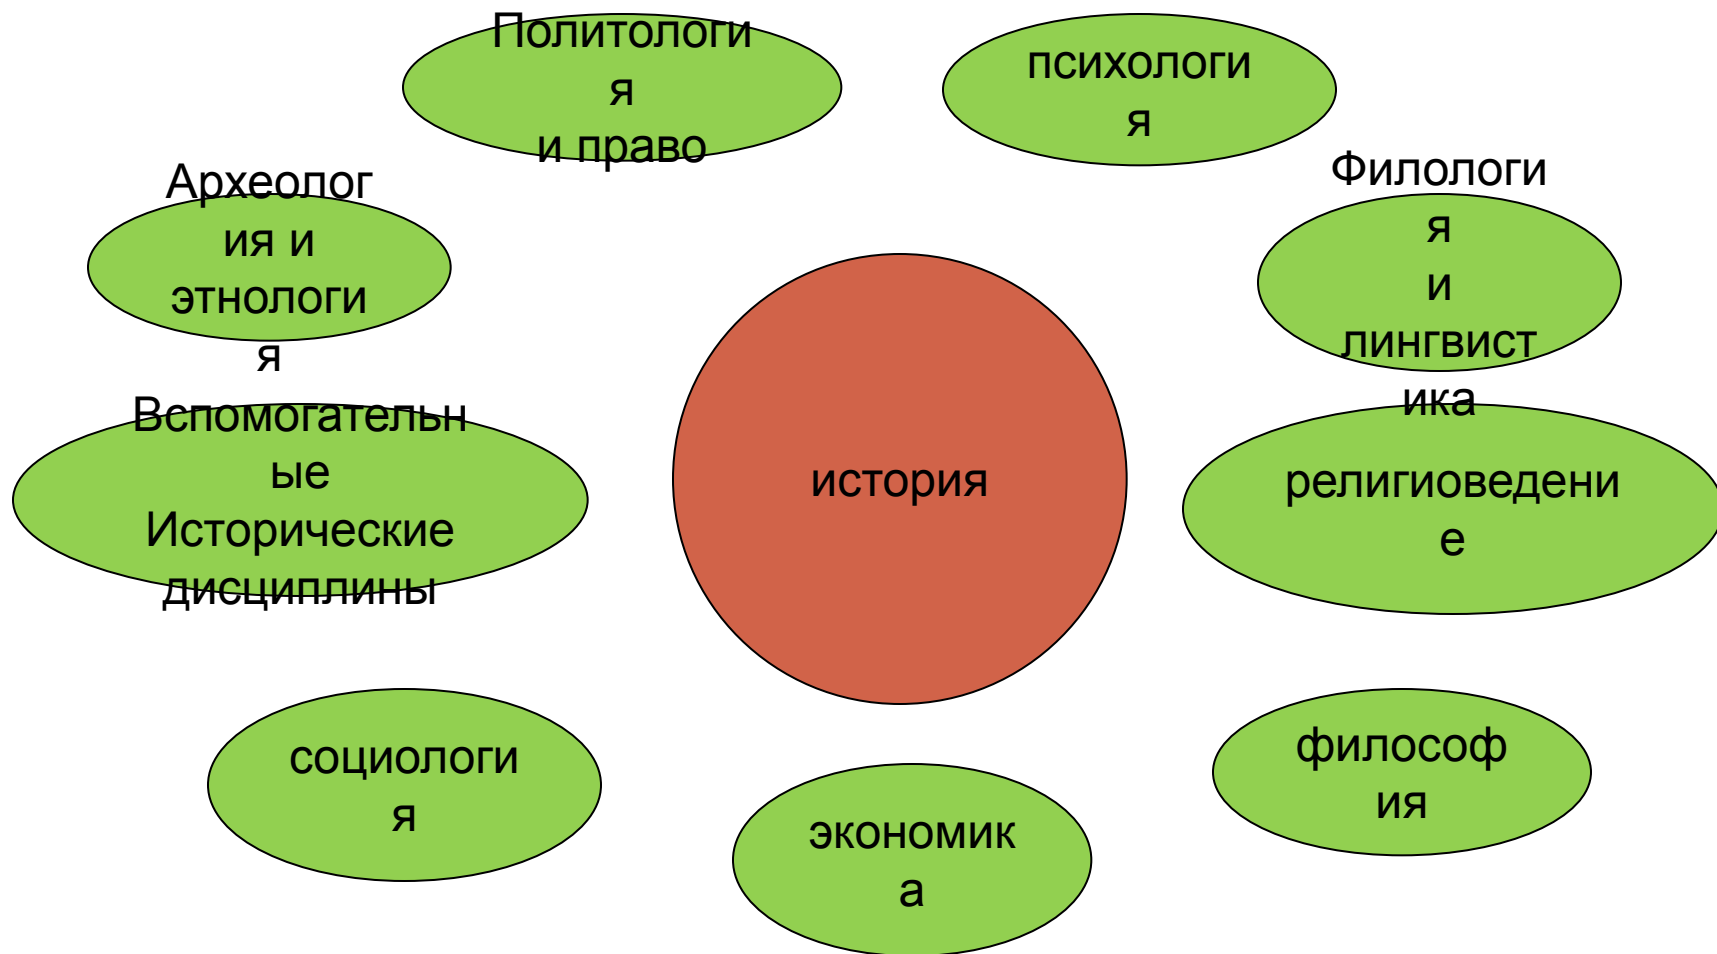 Политологи
я
и право
психологи
я
Археолог
ия и
этнологи
я
Филологи
я
и
лингвист
ика
Вспомогательн
ые
Исторические
дисциплины
история
религиоведени
е
социологи
я
экономик
а
философ
ия